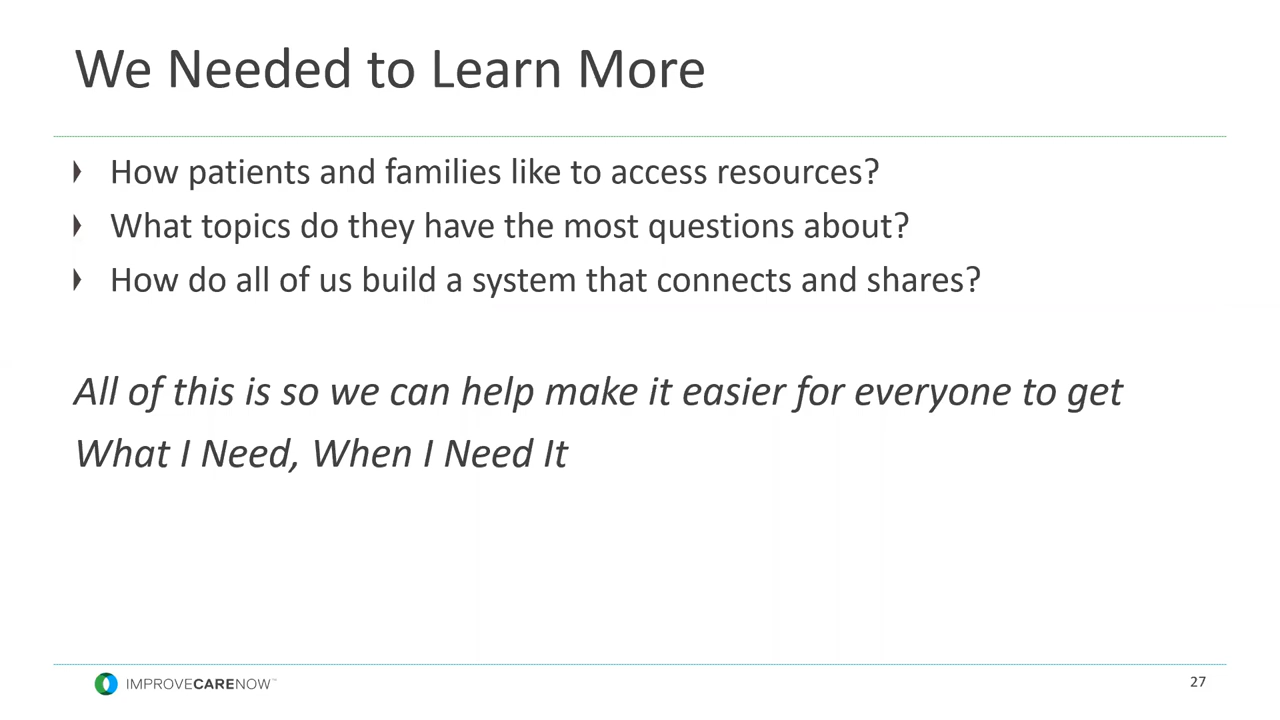 We Needed to Learn More
How patients and families like to access resources?
What topics do they have the most questions about?
How do all of us build a system that connects and shares?
All of this is so we can help make it easier for everyone to get
What I Need, When I Need It
IMPROVECARENOW™
27